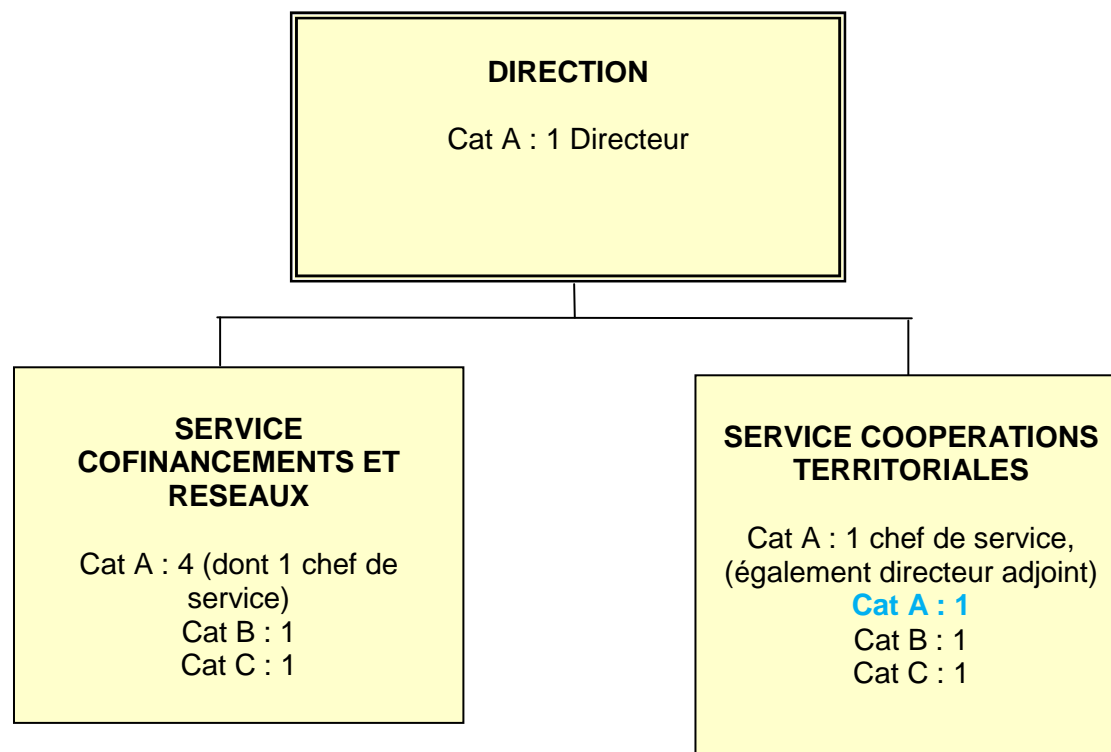 DIRECTION
Cat A : 1 Directeur
SERVICE
COFINANCEMENTS ET
RESEAUX
Cat A : 4 (dont 1 chef de
service)
Cat B : 1
Cat C : 1
SERVICE COOPERATIONS
TERRITORIALES
Cat A : 1 chef de service,
(également directeur adjoint)
Cat A : 1
Cat B : 1
Cat C : 1